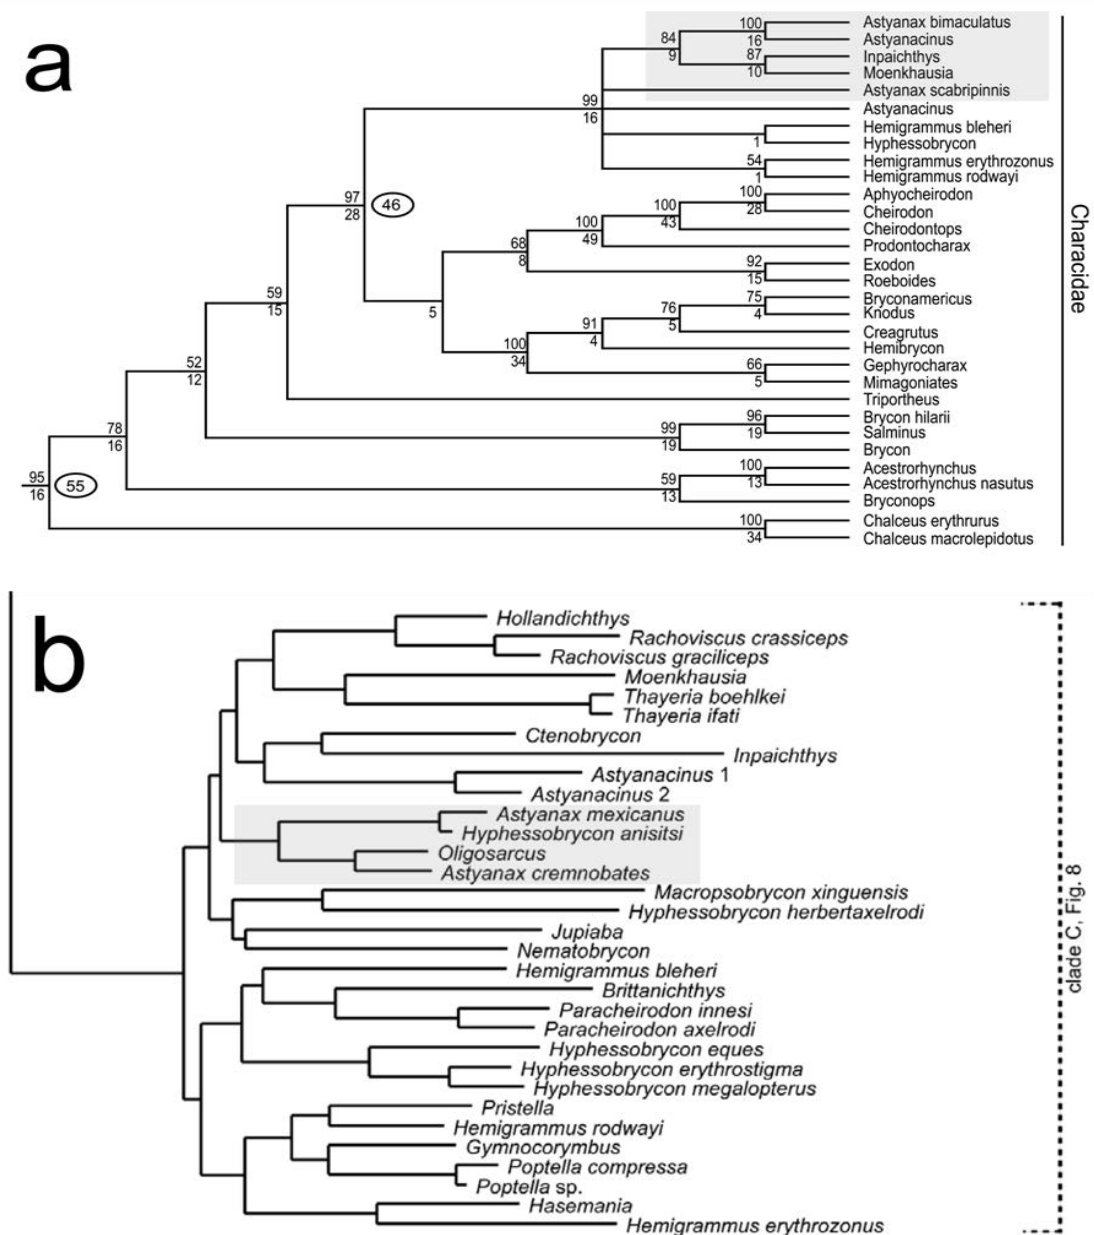 a
100
Astyanax bimaculatus
84
16
Astyanacinus
9
87
Inpaichthys
10
Moenkhausia
Astyanax scabripinnis
99
16
Astyanacinus
Hemigrammus bleheri
1
Hyphessobrycon
54
Hemigrammus erythrozonus
1
Hemigrammus rodwayi
97
28
46
100
Aphyocheirodon
100
28
Cheirodon
43
100
Cheirodontops
49
Prodontocharax
68
8
92
Exodon
15
Roeboides
59
15
5
75
Bryconamericus
76
4
Knodus
91
5
Creagrutus
4
Hemibrycon
100
34
66
Gephyrocharax
5
Mimagoniates
52
12
Triportheus
96
Brycon hilarii
99
19
Salminus
19
Brycon
78
16
100
Acestrorhynchus
59
13
Acestrorhynchus nasutus
13
Bryconops
95
16
55
100
Chalceus erythrurus
34
Chalceus macrolepidotus
Characidae
b
Hollandichthys
Rachoviscus crassiceps
Rachoviscus graciliceps
Moenkhausia
Thayeria boehlkei
Thayeria ifati
Ctenobrycon
Inpaichthys
Astyanacinus 1
Astyanacinus 2
Astyanax mexicanus
Hyphessobrycon anisitsi
Oligosarcus
Astyanax cremnobates
Macropsobrycon xinguensis
Hyphessobrycon herbertaxelrodi
Jupiaba
Nematobrycon
Hemigrammus bleheri
Brittanichthys
Paracheirodon innesi
Paracheirodon axelrodi
Hyphessobrycon eques
Hyphessobrycon erythrostigma
Hyphessobrycon megalopterus
Pristella
Hemigrammus rodwayi
Gymnocorymbus
Poptella compressa
Poptella sp.
Hasemania
Hemigrammus erythrozonus
clade C, Fig. 8